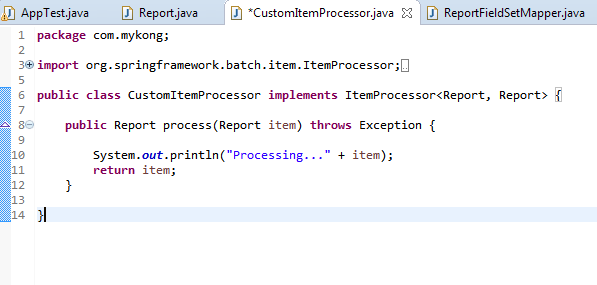 AppTest.java Report.java *CustomItemProcessor.java ReportFieldSetMapper.java
1 package com.mykong;
2
3 import org.springframework.batch.item.ItemProcessor;
5
6 public class CustomItemProcessor implements ItemProcessor<Report, Report> {
7
8 public Report process(Report item) throws Exception {
9
10 System.out.println("Processing..." + item);
11 return item;
12 }
13
14 }